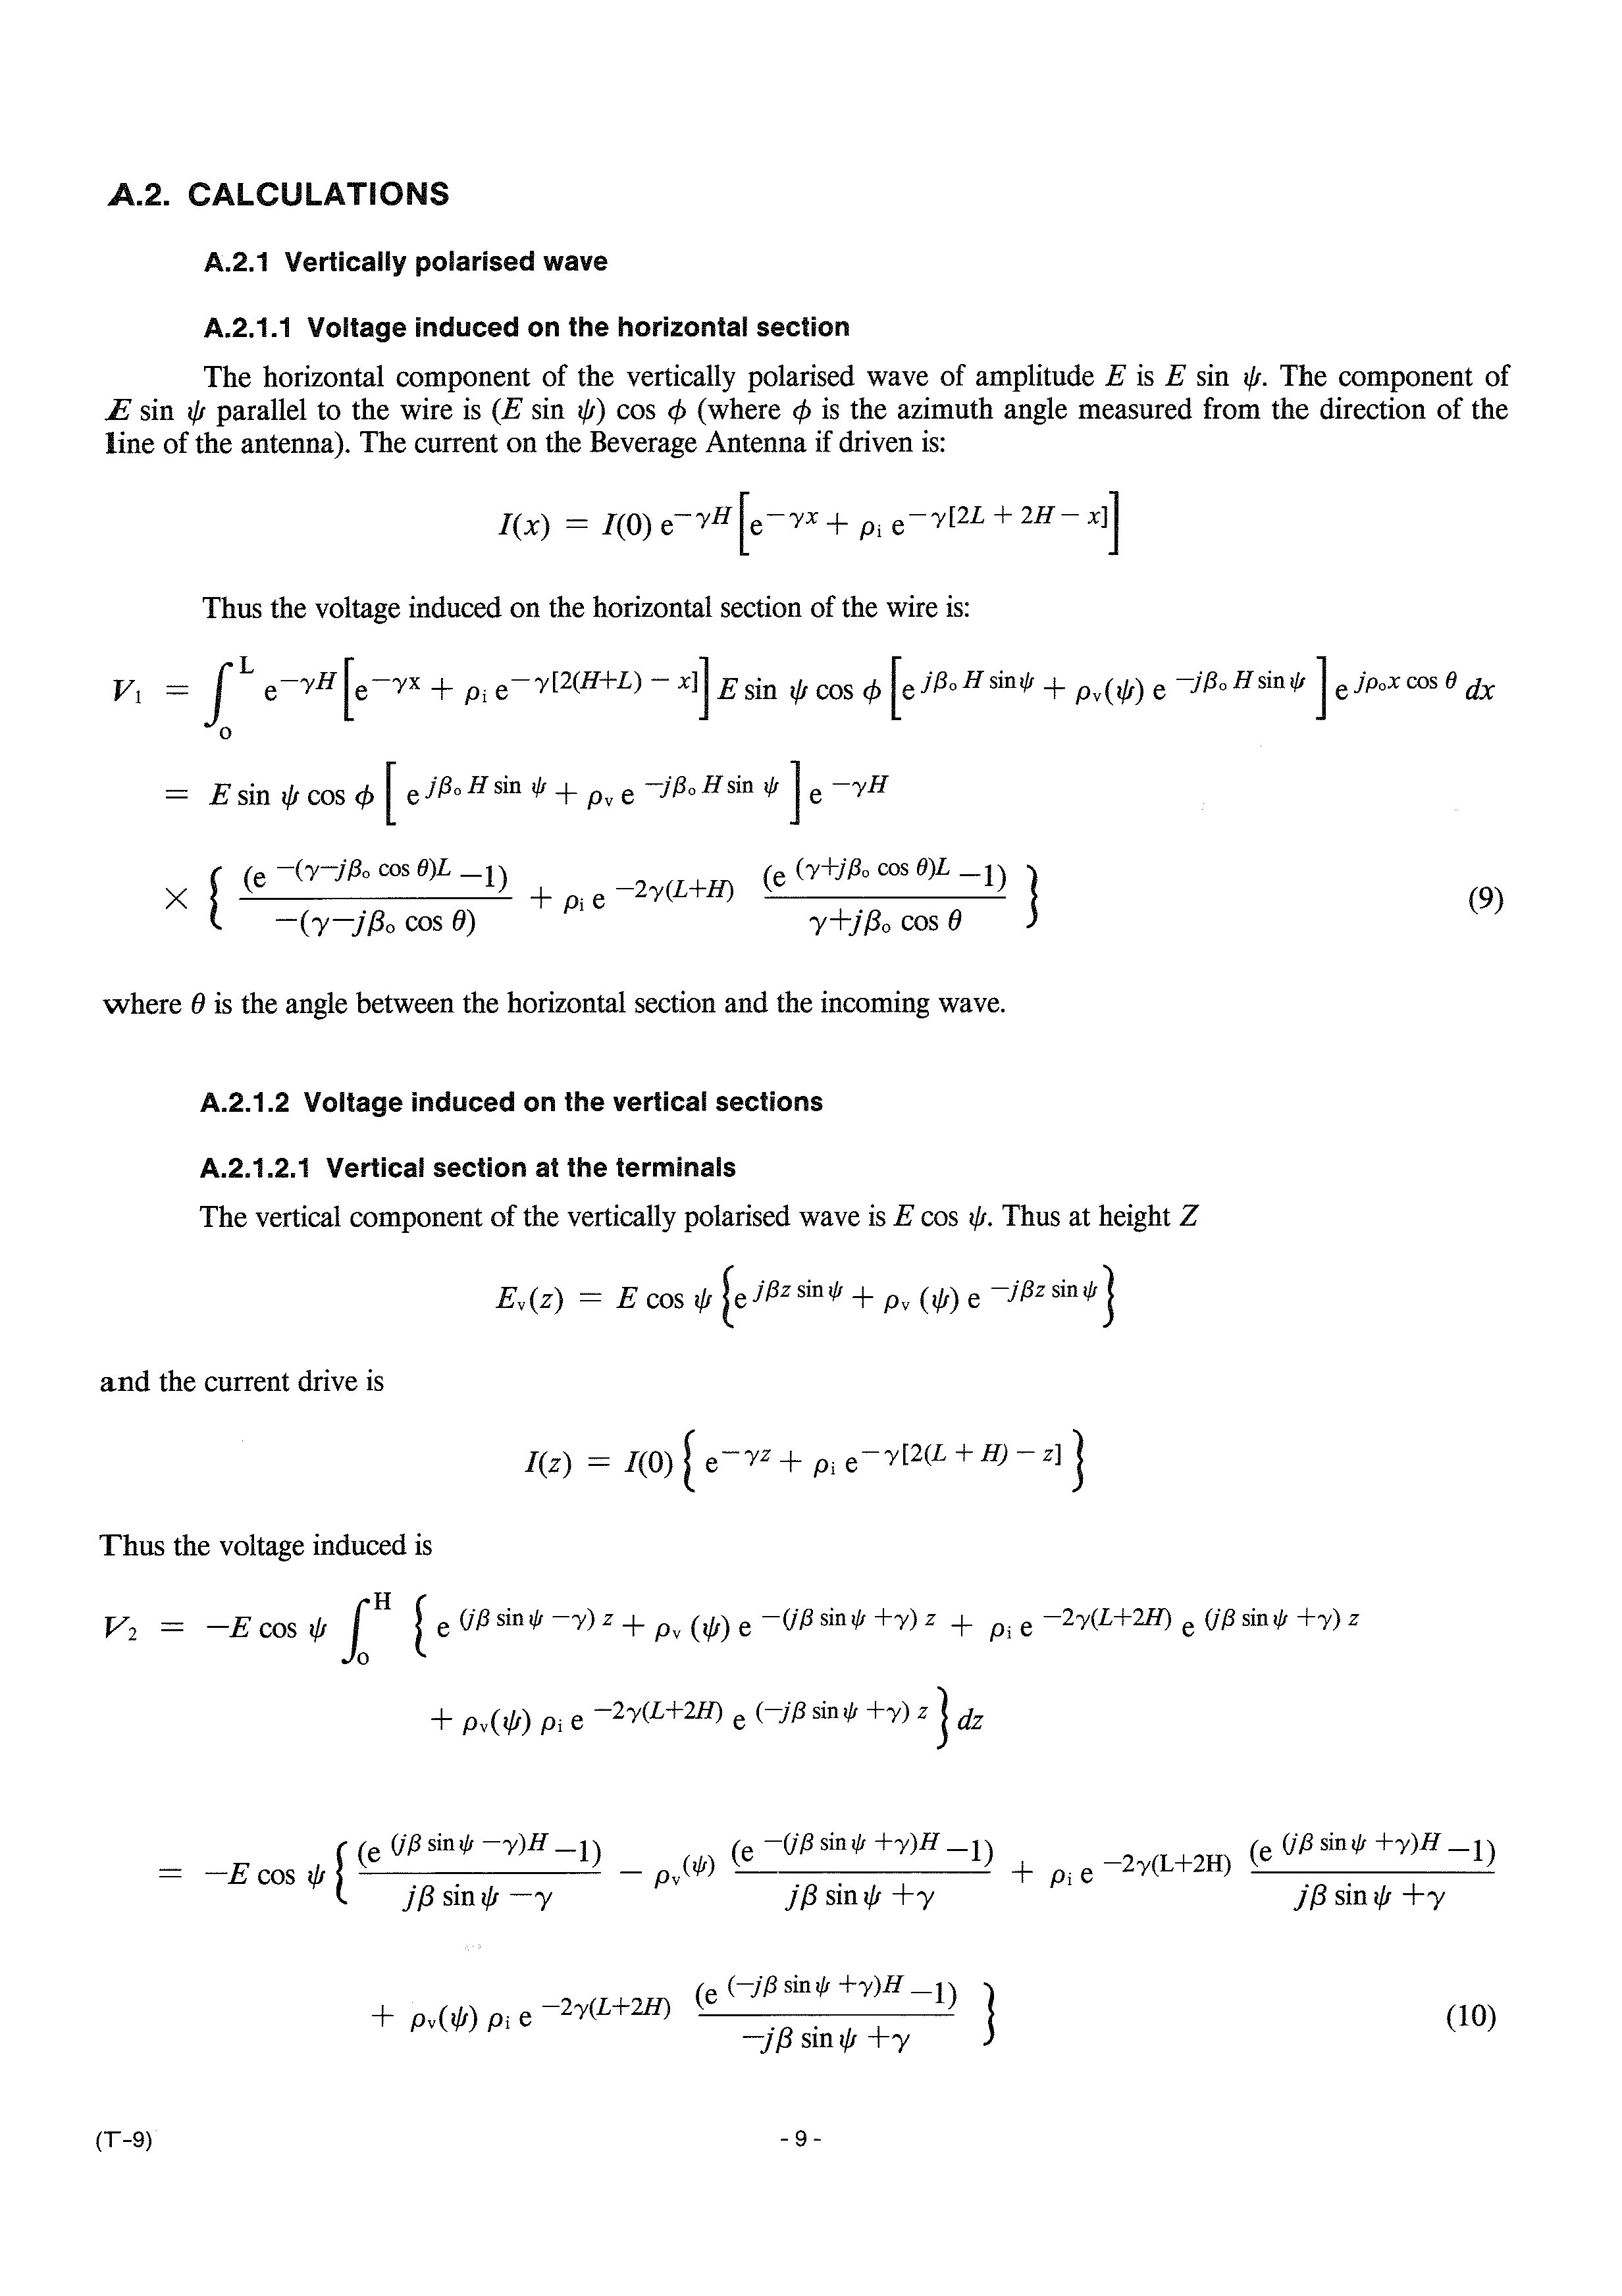 A.2. CALCULATIONS
A.2.1 Vertically polarised wave
A.2.1.1 Voltage induced on the horizontal section
The horizontal component of the vertically polarised wave of amplitude E is E sin ψ. The component of
E sin ψ parallel to the wire is (E sin ψ) cos ϕ (where ϕ is the azimuth angle measured from the direction of the
line of the antenna). The current on the Beverage Antenna if driven is:
I(x) = I(0) e^{−γH} [ e^{−γx} + ρ_i e^{−γ[2L + 2H − x]} ]
Thus the voltage induced on the horizontal section of the wire is:
V_1 = ∫_o^L e^{−γH} [ e^{−γx} + ρ_i e^{−γ[2(H+L) − x]} ] E sin ψ cos ϕ [ e^{jβ_o H sin ψ} + ρ_v(ψ) e^{−jβ_o H sin ψ} ] e^{jρ_o x cos θ} dx
= E sin ψ cos ϕ [ e^{jβ_o H sin ψ} + ρ_v e^{−jβ_o H sin ψ} ] e^{−γH}
× { (e^{−(γ−jβ_o cos θ)L} −1) / −(γ−jβ_o cos θ) + ρ_i e^{−2γ(L+H)} (e^{(γ+jβ_o cos θ)L} −1) / γ+jβ_o cos θ } (9)
where θ is the angle between the horizontal section and the incoming wave.
A.2.1.2 Voltage induced on the vertical sections
A.2.1.2.1 Vertical section at the terminals
The vertical component of the vertically polarised wave is E cos ψ. Thus at height Z
E_v(z) = E cos ψ { e^{jβz sin ψ} + ρ_v (ψ) e^{−jβz sin ψ} }
and the current drive is
I(z) = I(0) { e^{−γz} + ρ_i e^{−γ[2(L + H) − z]} }
Thus the voltage induced is
V_2 = −E cos ψ ∫_o^H { e^{(jβ sin ψ −γ) z} + ρ_v (ψ) e^{−(jβ sin ψ +γ) z} + ρ_i e^{−2γ(L+2H)} e^{(jβ sin ψ +γ) z}
+ ρ_v(ψ) ρ_i e^{−2γ(L+2H)} e^{(−jβ sin ψ +γ) z} } dz
= −E cos ψ { (e^{(jβ sin ψ −γ)H} −1) / jβ sin ψ −γ − ρ_v(ψ) (e^{−(jβ sin ψ +γ)H} −1) / jβ sin ψ +γ + ρ_i e^{−2γ(L+2H)} (e^{(jβ sin ψ +γ)H} −1) / jβ sin ψ +γ
+ ρ_v(ψ) ρ_i e^{−2γ(L+2H)} (e^{(−jβ sin ψ +γ)H} −1) / −jβ sin ψ +γ } (10)
(T-9)
- 9 -